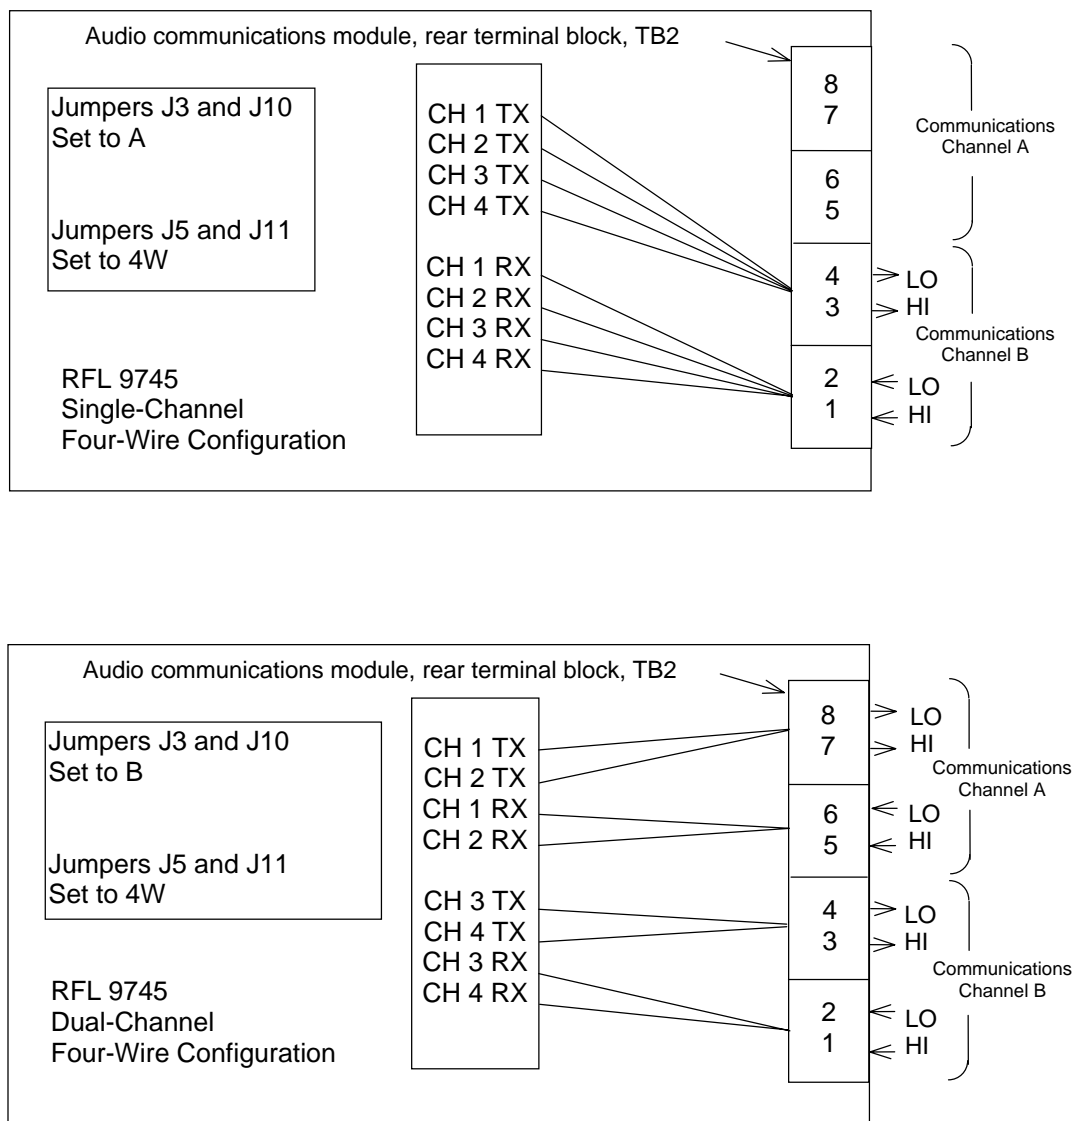 Audio communications module, rear terminal block, TB2
Jumpers J3 and J10
Set to A
Jumpers J5 and J11
Set to 4W
RFL 9745
Single-Channel
Four-Wire Configuration
CH 1 TX
CH 2 TX
CH 3 TX
CH 4 TX
CH 1 RX
CH 2 RX
CH 3 RX
CH 4 RX
8
7
6
5
4
3
2
1
LO
HI
LO
HI
Communications
Channel A
Communications
Channel B
Audio communications module, rear terminal block, TB2
Jumpers J3 and J10
Set to B
Jumpers J5 and J11
Set to 4W
RFL 9745
Dual-Channel
Four-Wire Configuration
CH 1 TX
CH 2 TX
CH 1 RX
CH 2 RX
CH 3 TX
CH 4 TX
CH 3 RX
CH 4 RX
8
7
6
5
4
3
2
1
LO
HI
LO
HI
LO
HI
LO
HI
Communications
Channel A
Communications
Channel B